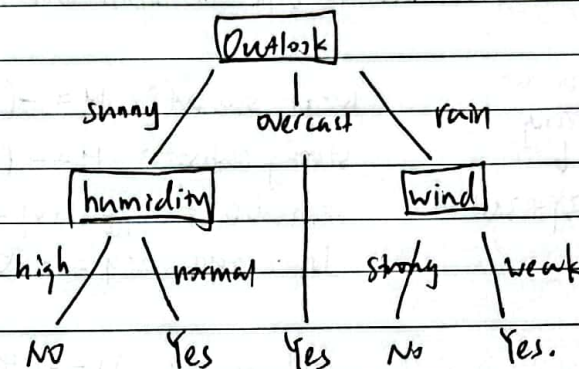 Outlook
sunny overcast rain
humidity wind
high normal strong weak
No Yes Yes No Yes.